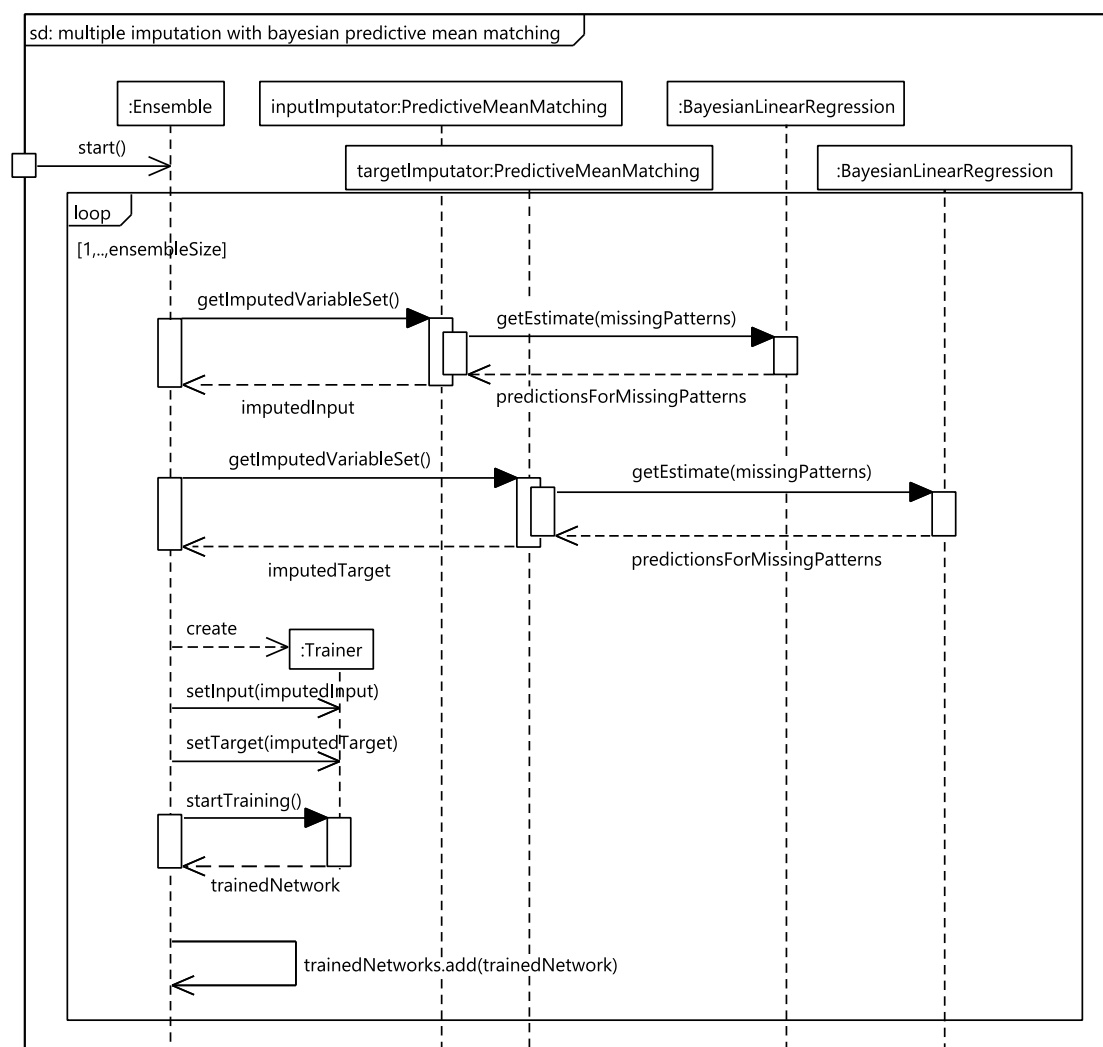 sd: multiple imputation with bayesian predictive mean matching
:Ensemble
inputImputator:PredictiveMeanMatching
:BayesianLinearRegression
start()
targetImputator:PredictiveMeanMatching
:BayesianLinearRegression
loop
[1,..,ensembleSize]
getImputedVariableSet()
getEstimate(missingPatterns)
predictionsForMissingPatterns
imputedInput
getImputedVariableSet()
getEstimate(missingPatterns)
predictionsForMissingPatterns
imputedTarget
create
:Trainer
setInput(imputedInput)
setTarget(imputedTarget)
startTraining()
trainedNetwork
trainedNetworks.add(trainedNetwork)